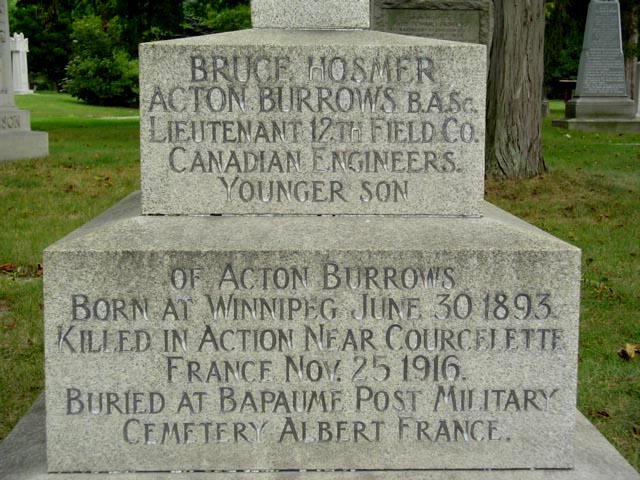 BRUCE HOSMER
ACTON BURROWS B.A.Sc.
LIEUTENANT 12TH FIELD CO.
CANADIAN ENGINEERS.
YOUNGER SON
OF ACTON BURROWS
BORN AT WINNIPEG JUNE 30 1893.
KILLED IN ACTION NEAR COURCELETTE
FRANCE NOV. 25 1916.
BURIED AT BAPAUME POST MILITARY
CEMETERY ALBERT FRANCE.